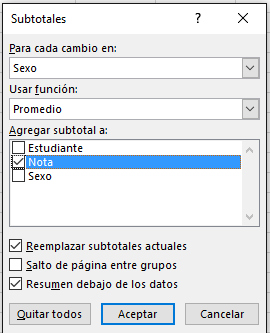 Subtotales
Para cada cambio en:
Sexo
Usar función:
Promedio
Agregar subtotal a:
Estudiante
Nota
Sexo
Reemplazar subtotales actuales
Salto de página entre grupos
Resumen debajo de los datos
Quitar todos Aceptar Cancelar